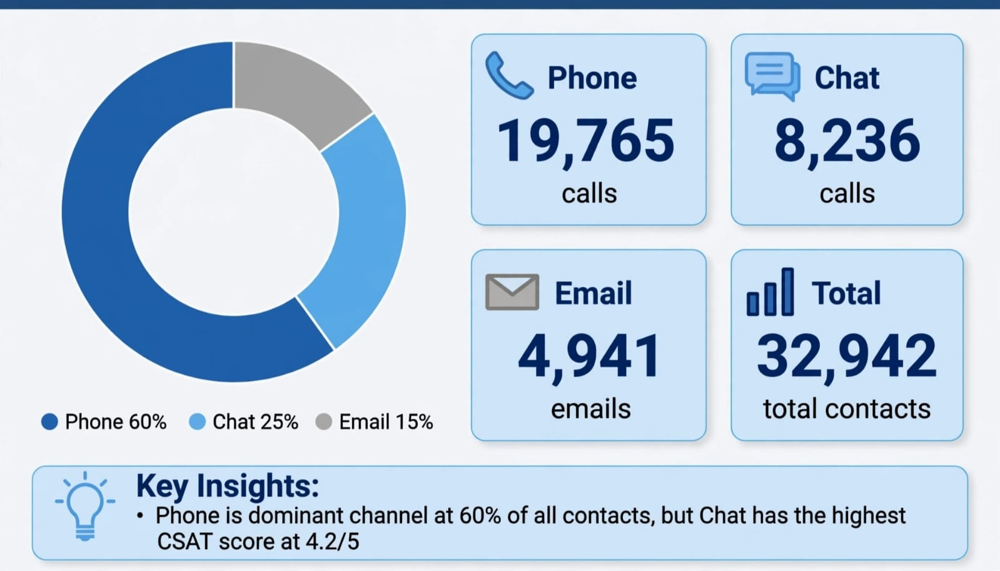 Phone 60%
Chat 25%
Email 15%
Phone
19,765
calls
Chat
8,236
calls
Email
4,941
emails
Total
32,942
total contacts
Key Insights:
• Phone is dominant channel at 60% of all contacts, but Chat has the highest
CSAT score at 4.2/5